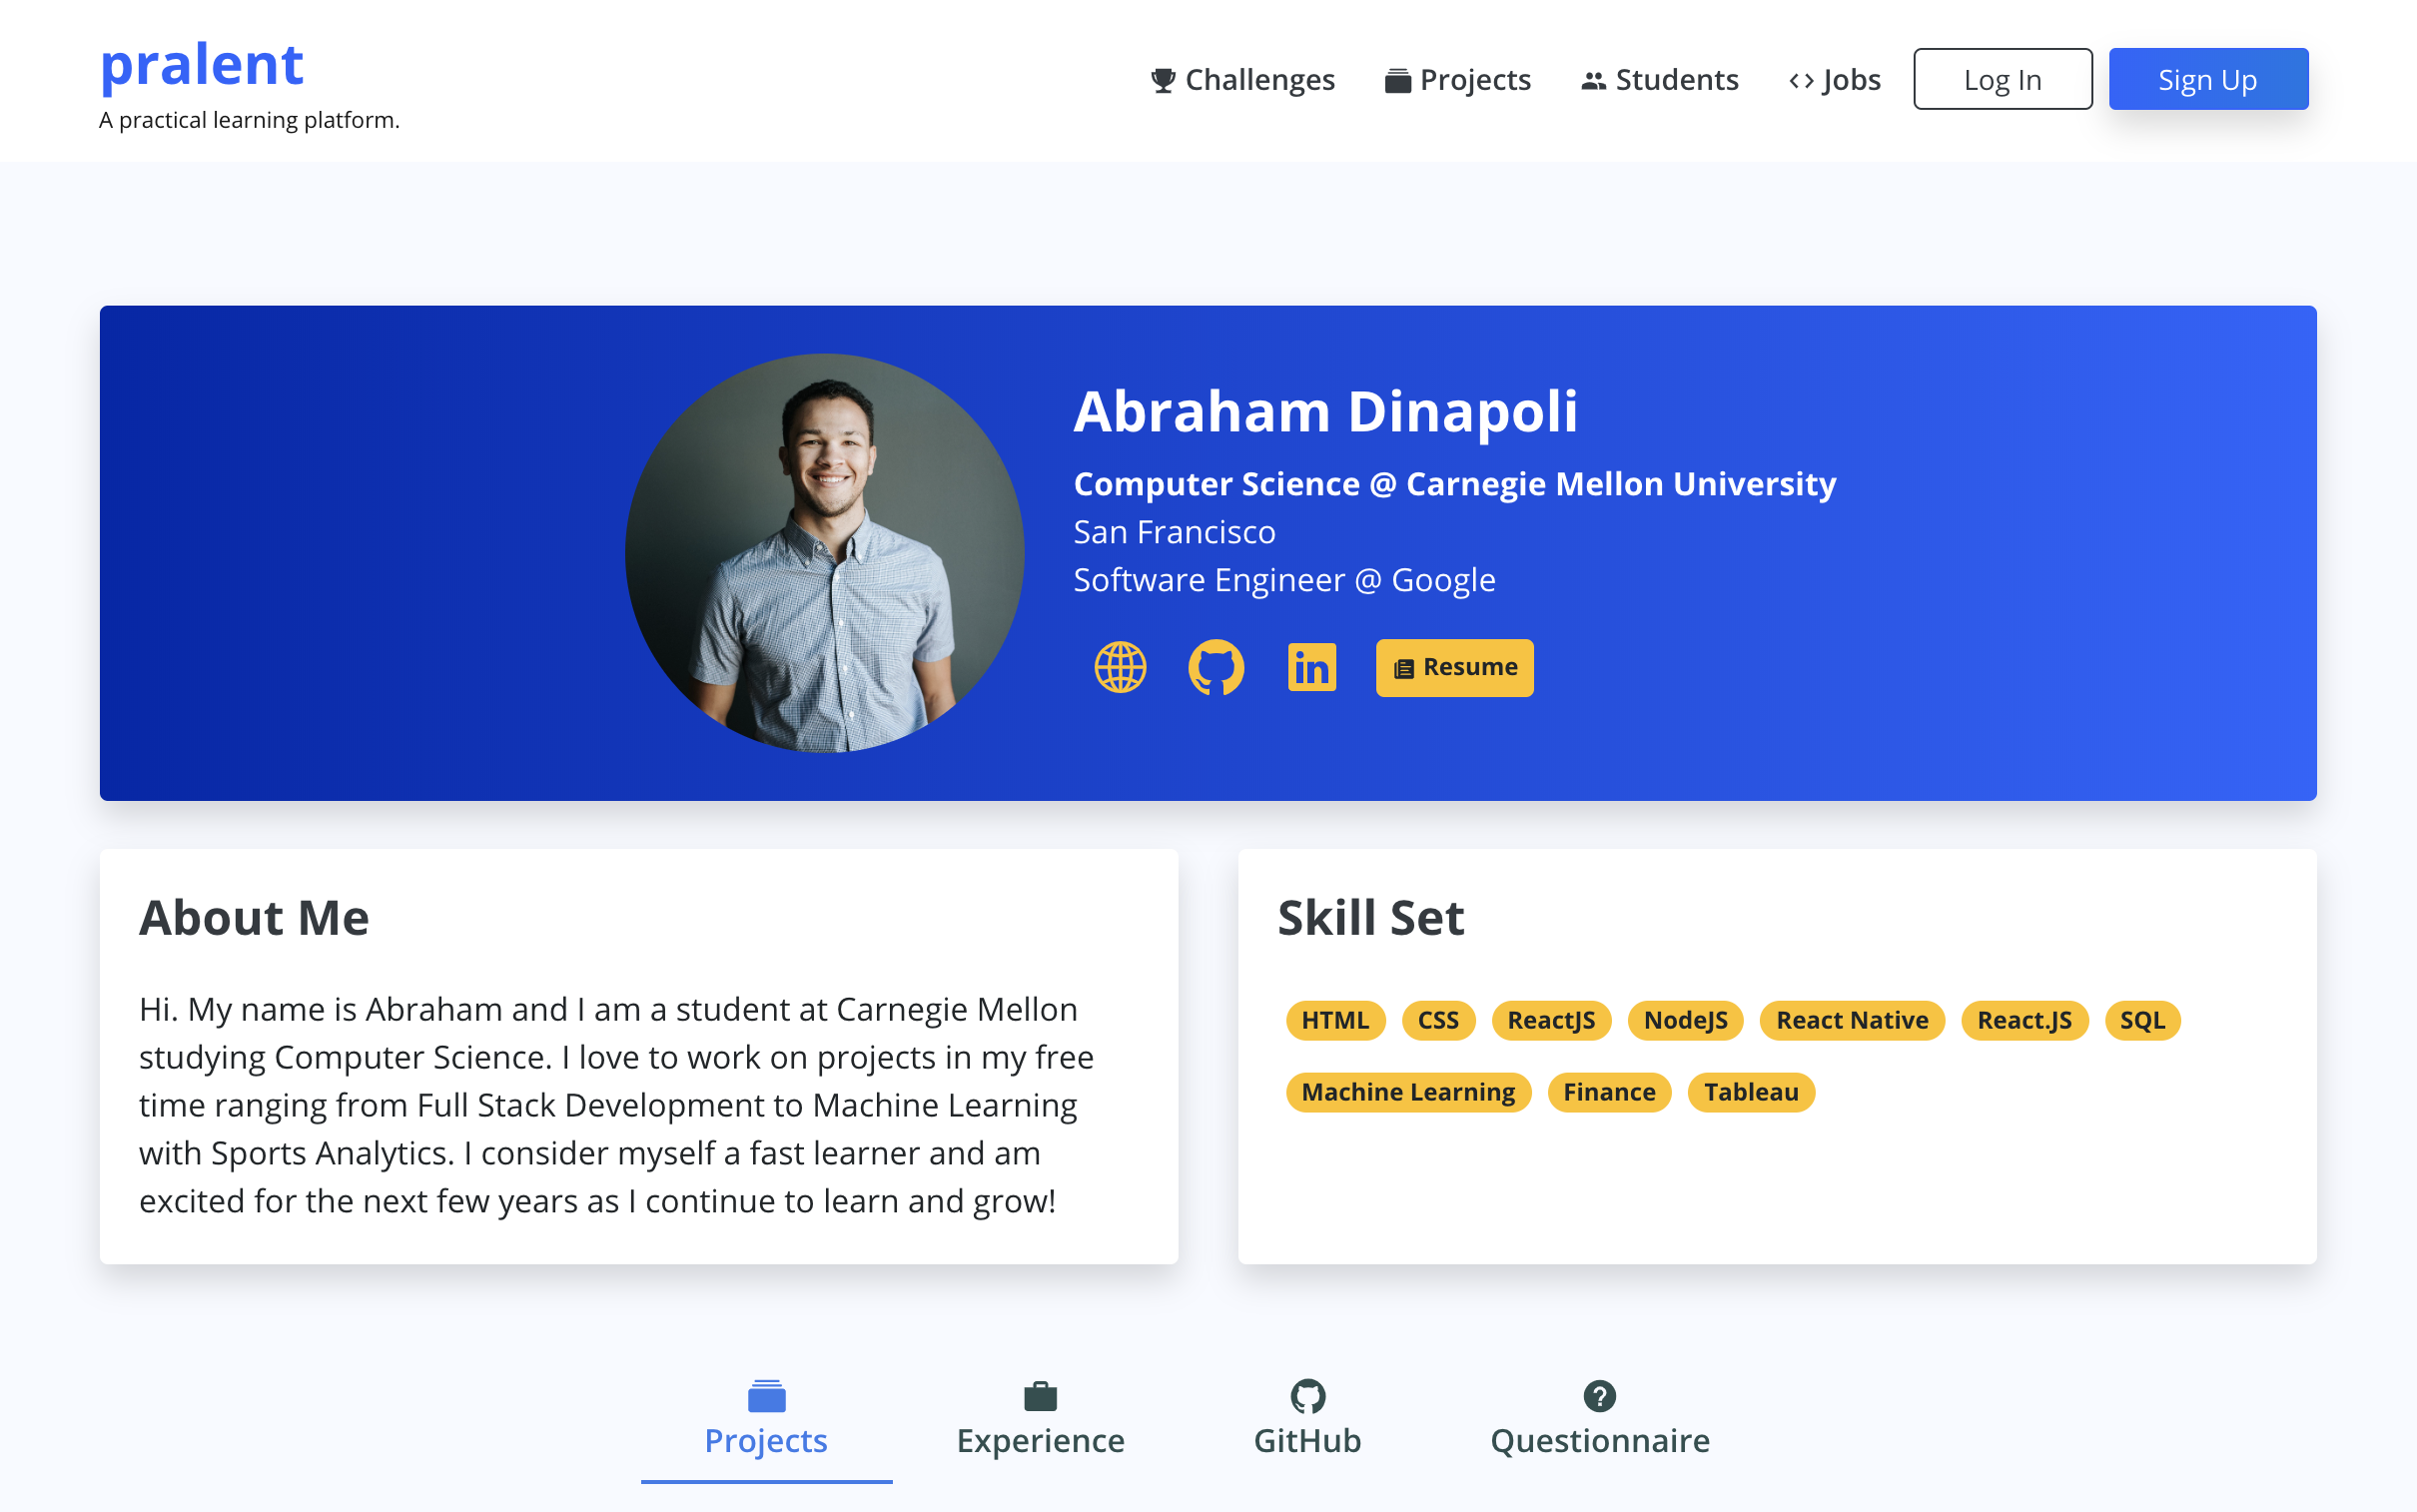 pralent
A practical learning platform.
Challenges
Projects
Students
Jobs
Log In
Sign Up
Abraham Dinapoli
Computer Science @ Carnegie Mellon University
San Francisco
Software Engineer @ Google
in
Resume
About Me
Hi. My name is Abraham and I am a student at Carnegie Mellon
studying Computer Science. I love to work on projects in my free
time ranging from Full Stack Development to Machine Learning
with Sports Analytics. I consider myself a fast learner and am
excited for the next few years as I continue to learn and grow!
Skill Set
HTML CSS ReactJS NodeJS React Native React.JS SQL
Machine Learning Finance Tableau
Projects
Experience
GitHub
Questionnaire